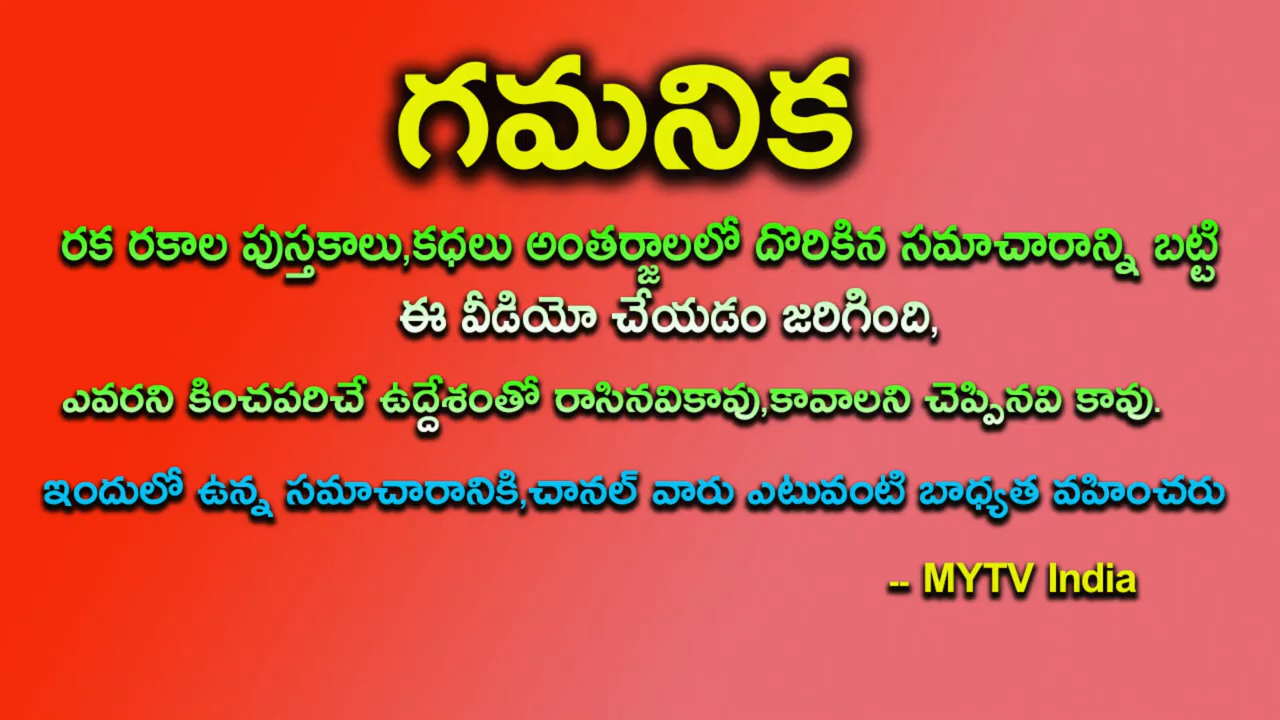 గమనిక
రక రకాల పుస్తకాలు,కధలు అంతర్జాలలో దొరికిన సమాచారాన్ని బట్టి
ఈ వీడియో చేయడం జరిగింది,
ఎవరని కించపరిచే ఉద్దేశంతో రాసినవికావు,కావాలని చెప్పినవి కావు.
ఇందులో ఉన్న సమాచారానికి,చానల్ వారు ఎటువంటి బాధ్యత వహించరు
-- MYTV India